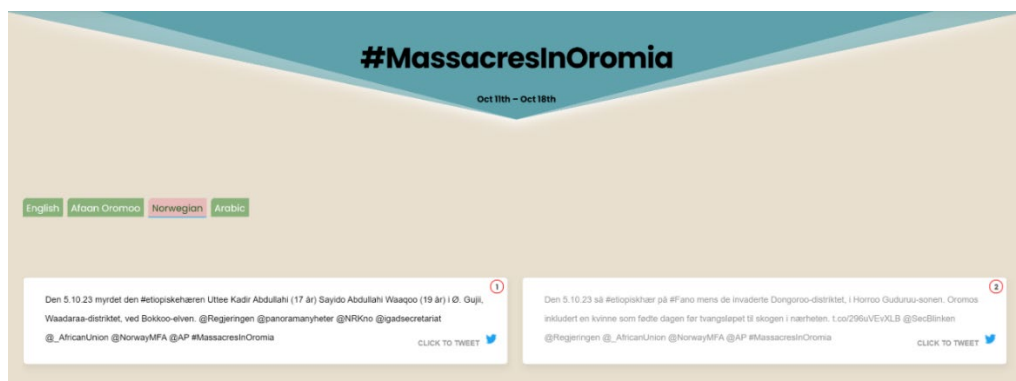 #MassacresInOromia
Oct 11th – Oct 18th
English Afaan Oromoo Norwegian Arabic
1
Den 5.10.23 myrdet den #etiopiskehæren Uttee Kadir Abdullahi (17 år) Sayido Abdullahi Waaqoo (19 år) i Ø. Gujii,
Waadaraa-distriktet, ved Bokkoo-elven. @Regjeringen @panoramanyheter @NRKno @igadsecretariat
@_AfricanUnion @NorwayMFA @AP #MassacresInOromia
CLICK TO TWEET
2
Den 5.10.23 så #etiopiskhær på #Fano mens de invaderte Dongoroo-distriktet, i Horroo Guduruu-sonen. Oromos
inkludert en kvinne som fødte dagen før tvangsløpet til skogen i nærheten. t.co/296uVEvXLB @SecBlinken
@Regjeringen @_AfricanUnion @NorwayMFA @AP #MassacresInOromia
CLICK TO TWEET